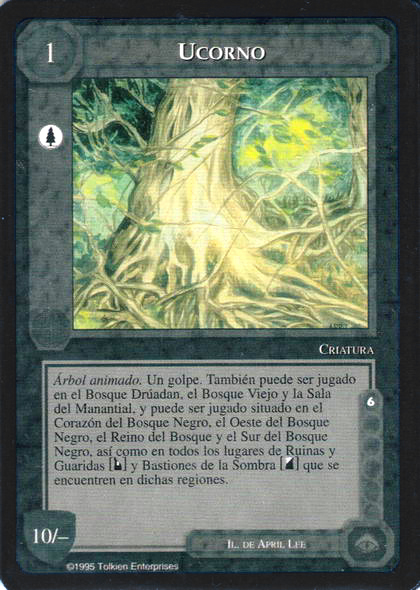 1
UCORNO
CRIATURA
Árbol animado. Un golpe. También puede ser jugado
en el Bosque Drúadan, el Bosque Viejo y la Sala
del Manantial, y puede ser jugado situado en el
Corazón del Bosque Negro, el Oeste del Bosque
Negro, el Reino del Bosque y el Sur del Bosque
Negro, así como en todos los lugares de Ruinas y
Guaridas [] y Bastiones de la Sombra [] que se
encuentren en dichas regiones.
6
10/–
IL. DE APRIL LEE
©1995 Tolkien Enterprises